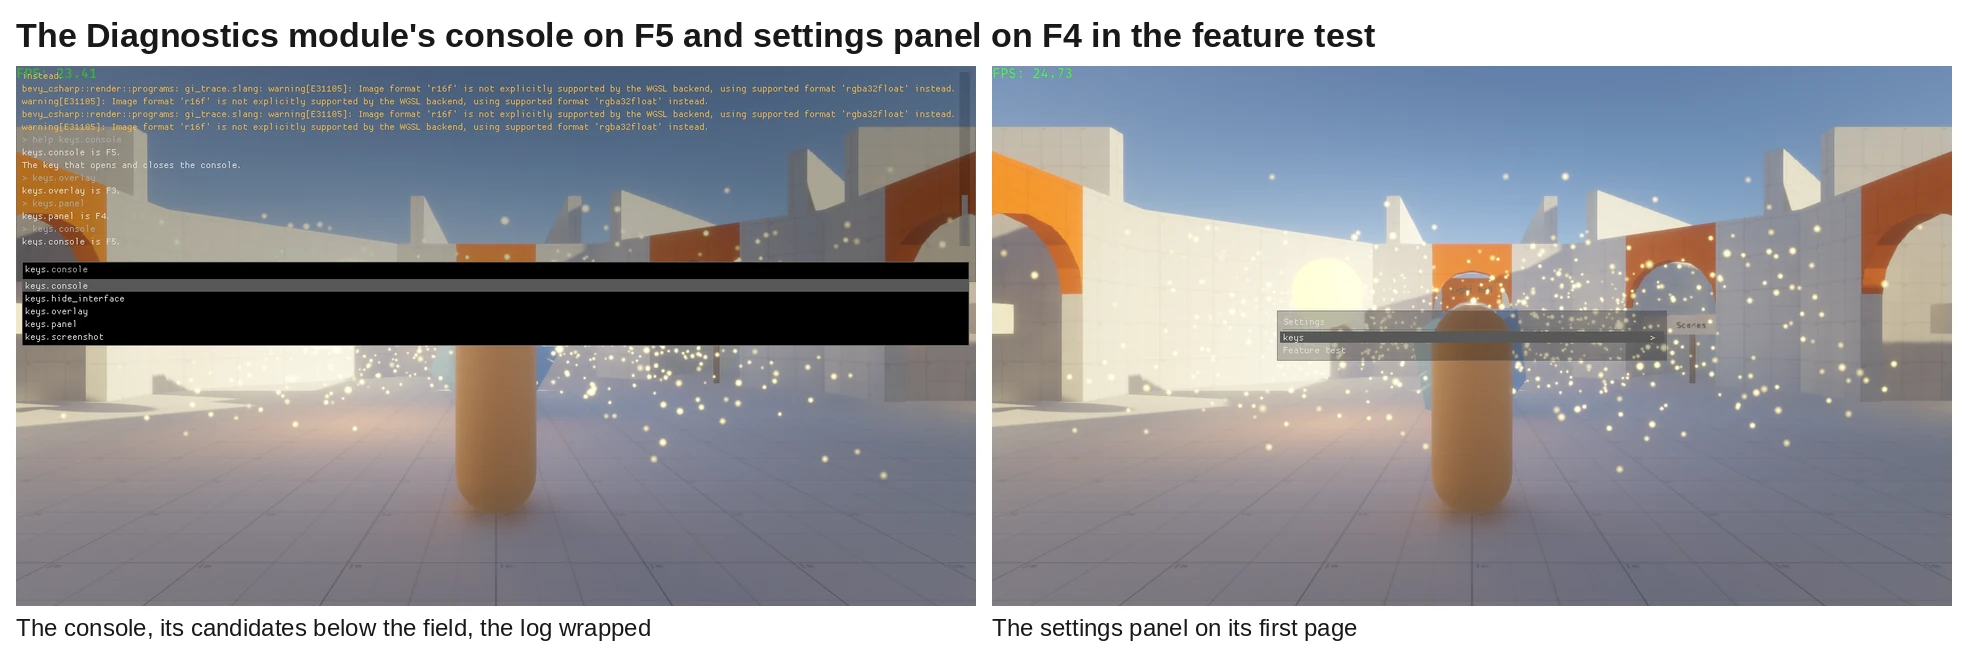 The Diagnostics module's console on F5 and settings panel on F4 in the feature test
FPS: 23.41
instead.
bevy_csharp::render::programs: gi_trace.slang: warning[E31105]: Image format 'r16f' is not explicitly supported by the WGSL backend, using supported format 'rgba32float' instead.
warning[E31105]: Image format 'r16f' is not explicitly supported by the WGSL backend, using supported format 'rgba32float' instead.
bevy_csharp::render::programs: gi_trace.slang: warning[E31105]: Image format 'r16f' is not explicitly supported by the WGSL backend, using supported format 'rgba32float' instead.
warning[E31105]: Image format 'r16f' is not explicitly supported by the WGSL backend, using supported format 'rgba32float' instead.
> help keys.console
keys.console is F5.
The key that opens and closes the console.
> keys.overlay
keys.overlay is F3.
> keys.panel
keys.panel is F4.
> keys.console
keys.console is F5.
keys.console
keys.console
keys.hide_interface
keys.overlay
keys.panel
keys.screenshot
The console, its candidates below the field, the log wrapped
FPS: 24.73
Settings
keys >
Feature test
Scenes
The settings panel on its first page